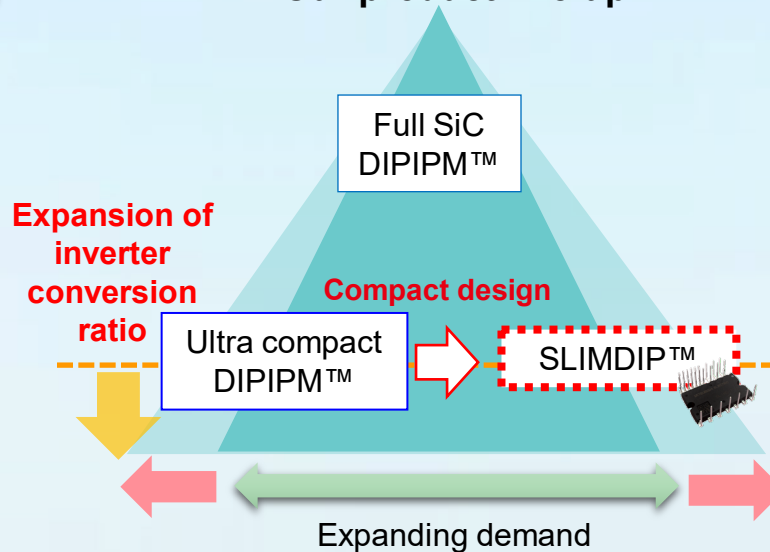 Full SiC
DIPIPM™
Expansion of
inverter
conversion
ratio
Compact design
Ultra compact
DIPIPM™
SLIMDIP™
Expanding demand